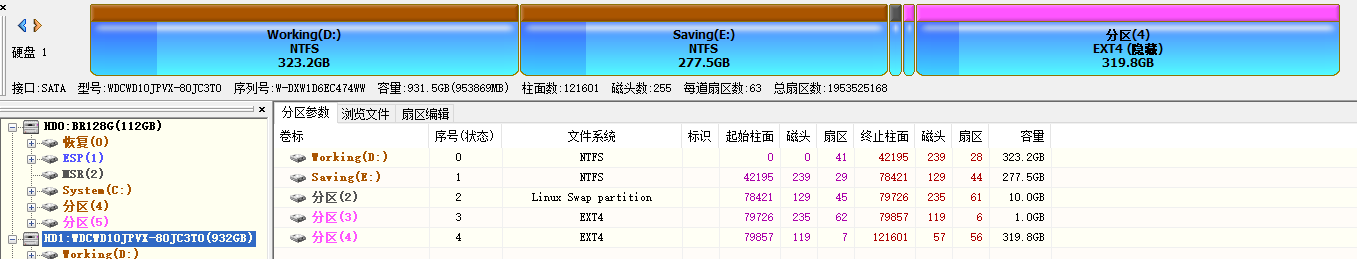 Working(D:)
NTFS
323.2GB
Saving(E:)
NTFS
277.5GB
分区(4)
EXT4 (隐藏)
319.8GB
硬盘 1
接口:SATA 型号:WDCWD10JPVX-80JC3T0 序列号:W-DXW1D6EC474WW 容量:931.5GB(953869MB) 柱面数:121601 磁头数:255 每道扇区数:63 总扇区数:1953525168
HD0:BR128G(112GB)
恢复(0)
ESP(1)
MSR(2)
System(C:)
分区(4)
分区(5)
HD1:WDCWD10JPVX-80JC3T0(932GB)
Working(D:)
分区参数 浏览文件 扇区编辑
卷标 序号(状态) 文件系统 标识 起始柱面 磁头 扇区 终止柱面 磁头 扇区 容量
Working(D:) 0 NTFS 0 0 41 42195 239 28 323.2GB
Saving(E:) 1 NTFS 42195 239 29 78421 129 44 277.5GB
分区(2) 2 Linux Swap partition 78421 129 45 79726 235 61 10.0GB
分区(3) 3 EXT4 79726 235 62 79857 119 6 1.0GB
分区(4) 4 EXT4 79857 119 7 121601 57 56 319.8GB